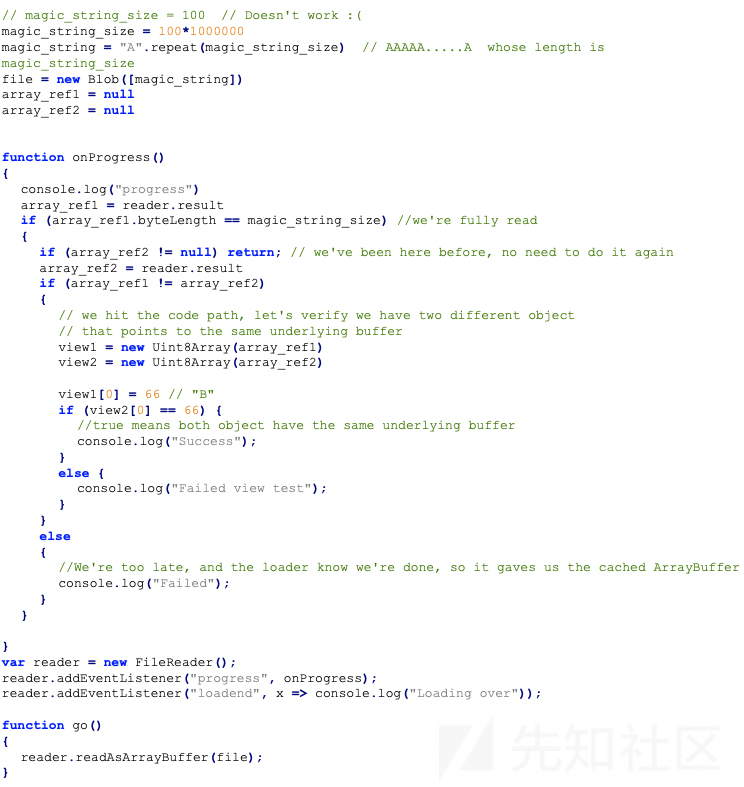 // magic_string_size = 100  // Doesn't work :(
magic_string_size = 100*1000000
magic_string = "A".repeat(magic_string_size)  // AAAAA.....A  whose length is
magic_string_size
file = new Blob([magic_string])
array_ref1 = null
array_ref2 = null
function onProgress()
{
console.log("progress")
array_ref1 = reader.result
if (array_ref1.byteLength == magic_string_size) //we're fully read
{
if (array_ref2 != null) return; // we've been here before, no need to do it again
array_ref2 = reader.result
if (array_ref1 != array_ref2)
{
// we hit the code path, let's verify we have two different object
// that points to the same underlying buffer
view1 = new Uint8Array(array_ref1)
view2 = new Uint8Array(array_ref2)
view1[0] = 66 // "B"
if (view2[0] == 66) {
//true means both object have the same underlying buffer
console.log("Success");
}
else {
console.log("Failed view test");
}
}
else
{
//We're too late, and the loader know we're done, so it gaves us the cached ArrayBuffer
console.log("Failed");
}
}
}
var reader = new FileReader();
reader.addEventListener("progress", onProgress);
reader.addEventListener("loadend", x => console.log("Loading over"));
function go()
{
reader.readAsArrayBuffer(file);
}
先知社区